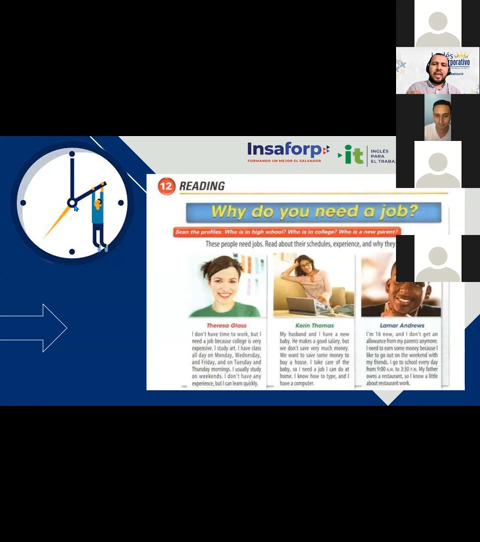 Insaforp
FORMANDO UN MEJOR EL SALVADOR
it
INGLÉS
PARA
EL TRABA
12 READING
Why do you need a job?
Scan the profiles. Who is in high school? Who is in college? Who is a new parent?
These people need jobs. Read about their schedules, experience, and why they
Theresa Glass
I don't have time to work, but I
need a job because college is very
expensive. I study art. I have class
all day on Monday, Wednesday,
and Friday, and on Tuesday and
Thursday mornings. I usually study
on weekends. I don't have any
experience, but I can learn quickly.
Kerin Thomas
My husband and I have a new
baby. He makes a good salary, but
we don't save very much money.
We want to save some money to
buy a house. I take care of the
baby, so I need a job I can do at
home. I know how to type, and I
have a computer.
Lamar Andrews
I'm 16 now, and I don't get an
allowance from my parents anymore.
I need to earn some money because I
like to go out on the weekend with
my friends. I go to school every day
from 9:00 A.M. to 3:30 P.M. My father
owns a restaurant, so I know a little
about restaurant work.